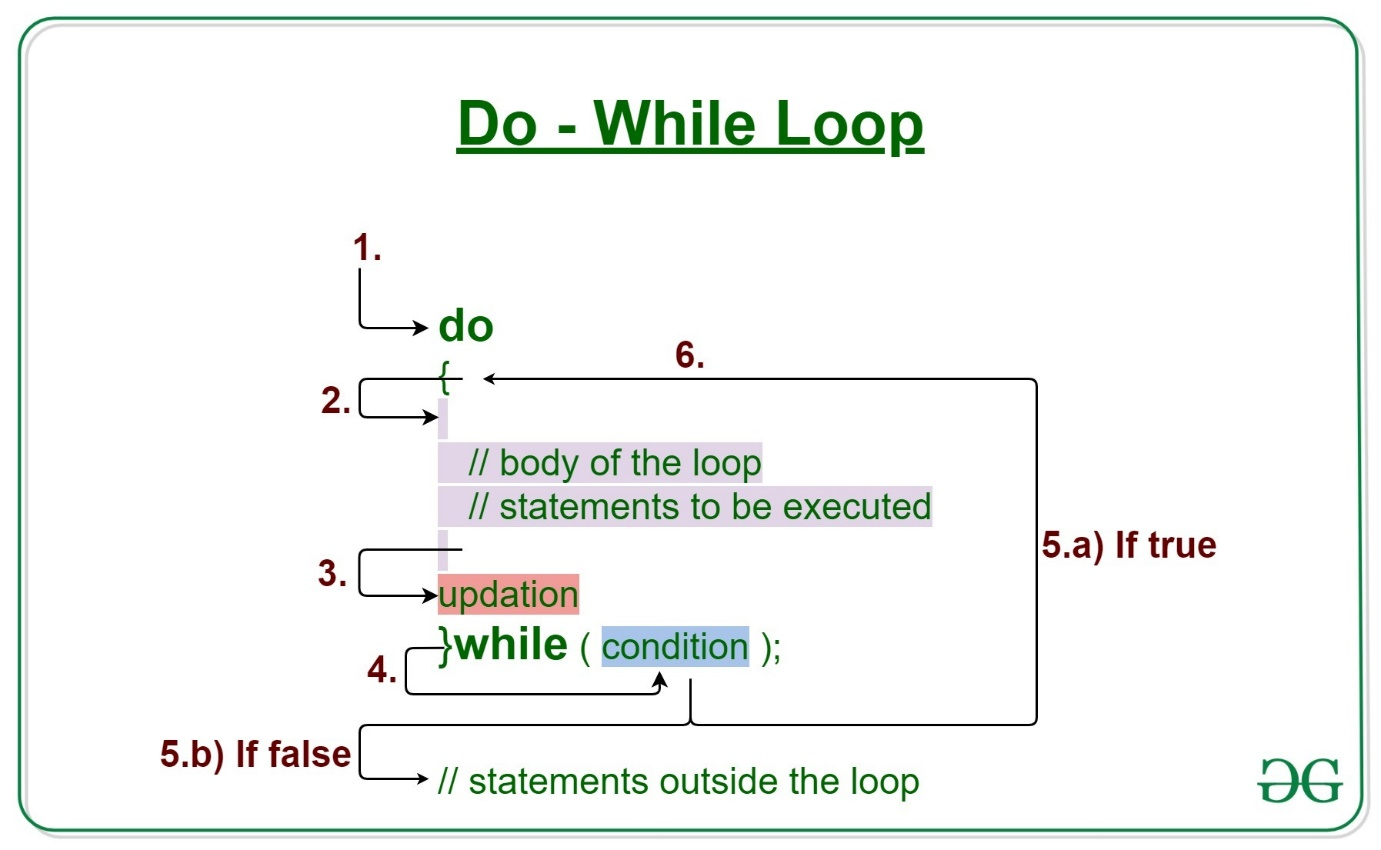 Do - While Loop
1.
do
6.
{
2.
// body of the loop
// statements to be executed
5.a) If true
3.
updation
}while ( condition );
4.
5.b) If false
// statements outside the loop
GG